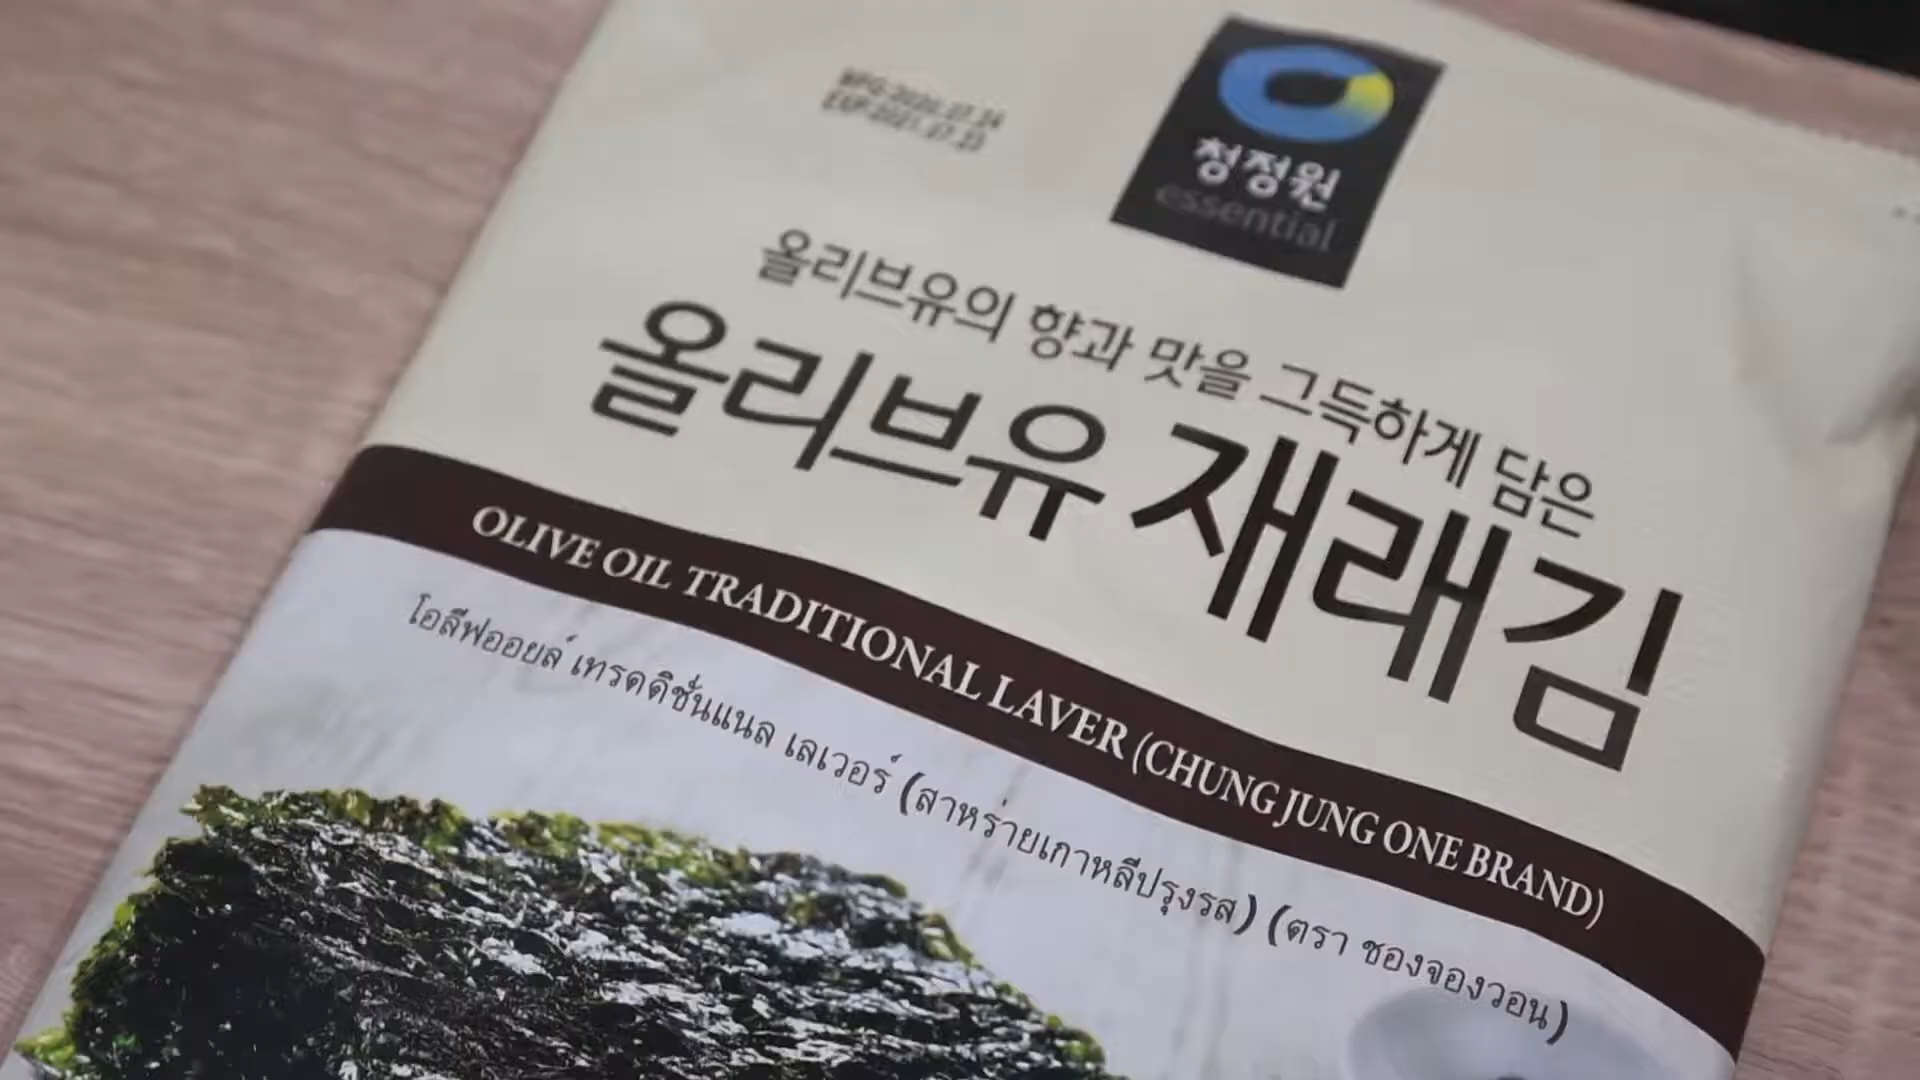 청정원
essential
올리브유의 향과 맛을 그득하게 담은
올리브유 재래김
OLIVE OIL TRADITIONAL LAVER (CHUNG JUNG ONE BRAND)
โอลีฟออยล์ เทรดดิชั่นแนล เลเวอร์ (สาหร่ายเกาหลีปรุงรส) (ตรา ชองจองวอน)